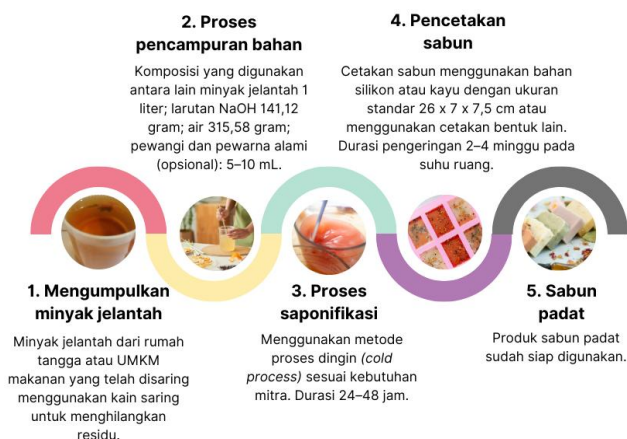 1. Mengumpulkan
minyak jelantah
Minyak jelantah dari rumah
tangga atau UMKM
makanan yang telah disaring
menggunakan kain saring
untuk menghilangkan
residu.
2. Proses
pencampuran bahan
Komposisi yang digunakan
antara lain minyak jelantah 1
liter; larutan NaOH 141,12
gram; air 315,58 gram;
pewangi dan pewarna alami
(opsional): 5–10 mL.
3. Proses
saponifikasi
Menggunakan metode
proses dingin (cold
process) sesuai kebutuhan
mitra. Durasi 24–48 jam.
4. Pencetakan
sabun
Cetakan sabun menggunakan bahan
silikon atau kayu dengan ukuran
standar 26 x 7 x 7,5 cm atau
menggunakan cetakan bentuk lain.
Durasi pengeringan 2–4 minggu pada
suhu ruang.
5. Sabun
padat
Produk sabun padat
sudah siap digunakan.